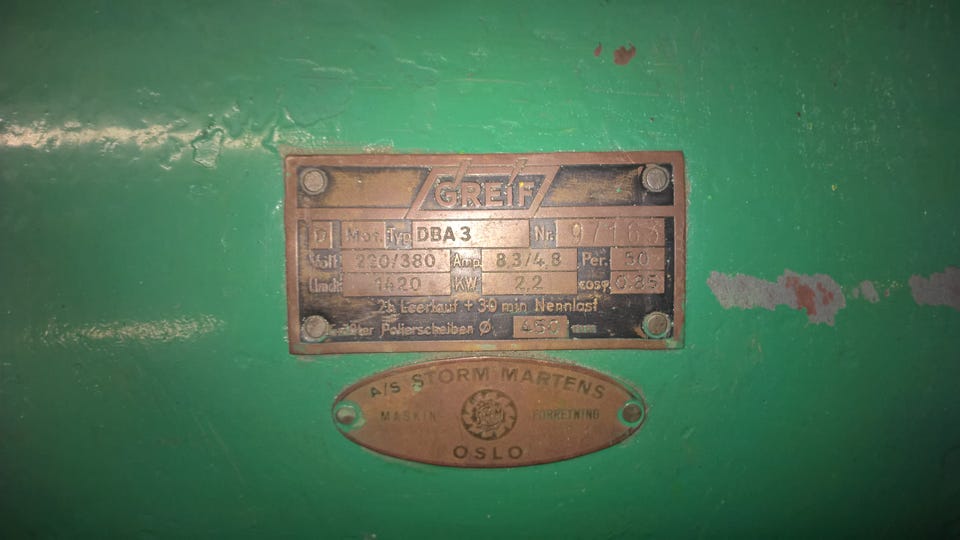 GREIF
D Mot. Typ DBA 3 Nr. 97163
Volt 220/380 Amp 8,3/4,8 Per. 50
Umdr. 1420 KW 2,2 cosφ 0,85
2h Leerlauf + 30 min Nennlast
Polierscheiben Ø 450 mm
A/S STORM MARTENS
MASKIN FORRETNING
OSLO